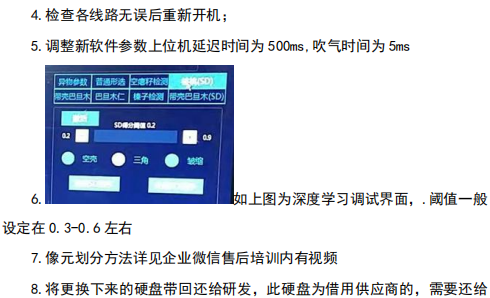 4.检查各线路无误后重新开机；
5.调整新软件参数上位机延迟时间为500ms,吹气时间为5ms
异物参数 普通形选 空瘪籽检测 (SD)
带壳巴旦木 巴旦木仁 榛子检测 带壳巴旦木(SD)
SD得分阈值 0.2
0.2 0.9
空壳 三角 皱缩
6.如上图为深度学习调试界面，.阈值一般
设定在 0.3-0.6 左右
7.像元划分方法详见企业微信售后培训内有视频
8.将更换下来的硬盘带回还给研发，此硬盘为借用供应商的，需要还给